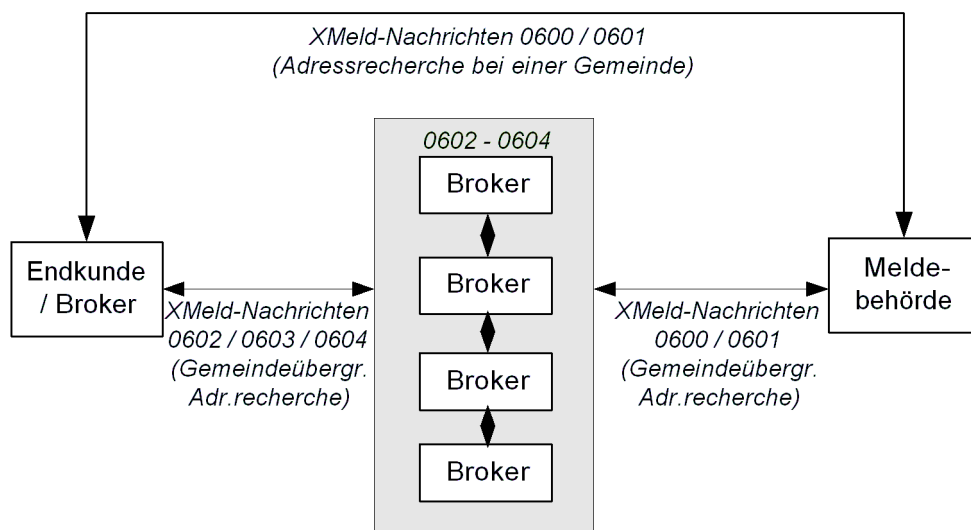 XMeld-Nachrichten 0600 / 0601
(Adressrecherche bei einer Gemeinde)
0602 - 0604
Broker
Broker
Broker
Broker
Endkunde
/ Broker
XMeld-Nachrichten
0602 / 0603 / 0604
(Gemeindeübergr.
Adr.recherche)
XMeld-Nachrichten
0600 / 0601
(Gemeindeübergr.
Adr.recherche)
Melde-
behörde